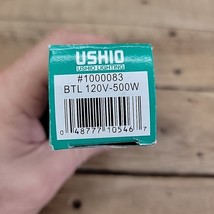 USHIO
USHIO LIGHTING
#1000083
BTL 120V-500W
0 48777 10546 7